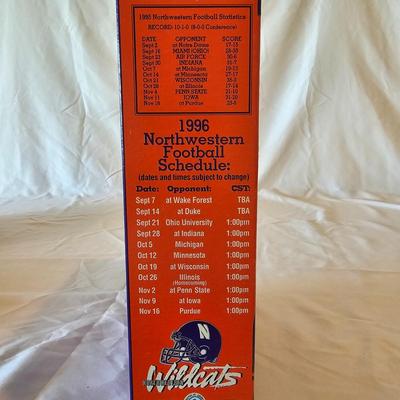 1995 Northwestern Football Statistics
RECORD: 10-1-0 (8-0-0 Conference)
DATE OPPONENT SCORE
Sept 2 at Notre Dame 17-15
Sept 16 MIAMI (OHIO) 28-30
Sept 23 AIR FORCE 30-6
Sept 30 INDIANA 31-7
Oct 7 at Michigan 19-13
Oct 14 at Minnesota 27-17
Oct 21 WISCONSIN 35-0
Oct 28 at Illinois 17-14
Nov 4 PENN STATE 21-10
Nov 11 IOWA 31-20
Nov 18 at Purdue 23-8
1996
Northwestern
Football
Schedule:
(dates and times subject to change)
Date: Opponent: CST:
Sept 7 at Wake Forest TBA
Sept 14 at Duke TBA
Sept 21 Ohio University 1:00pm
Sept 28 at Indiana 1:00pm
Oct 5 Michigan 1:00pm
Oct 12 Minnesota 1:00pm
Oct 19 at Wisconsin 1:00pm
Oct 26 Illinois 1:00pm
(Homecoming)
Nov 2 at Penn State 1:00pm
Nov 9 at Iowa 1:00pm
Nov 16 Purdue 1:00pm
N
Wildcats